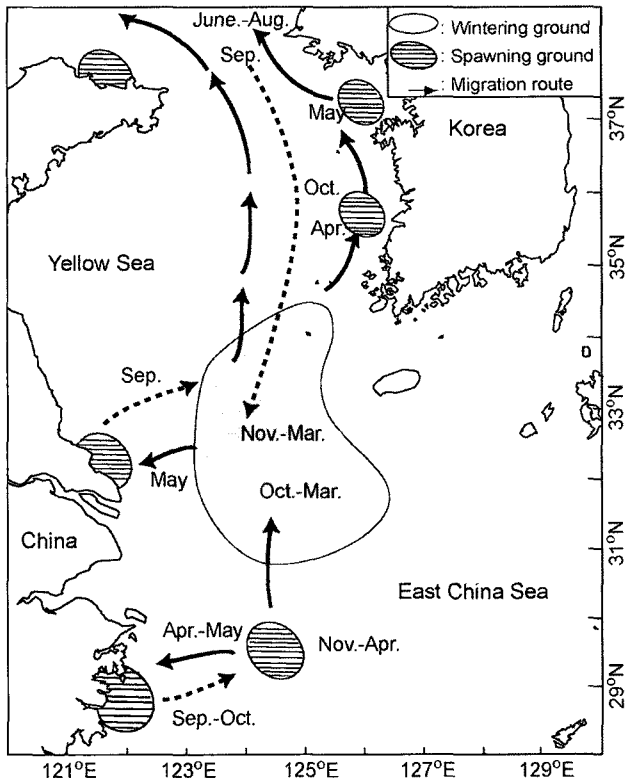 June.-Aug.
Sep.
: Wintering ground
: Spawning ground
: Migration route
May
Korea
37°N
Oct.
Apr.
Yellow Sea
35°N
Sep.
33°N
Nov.-Mar.
May
Oct.-Mar.
China
31°N
East China Sea
Apr.-May
Nov.-Apr.
29°N
Sep.-Oct.
121°E
123°E
125°E
127°E
129°E